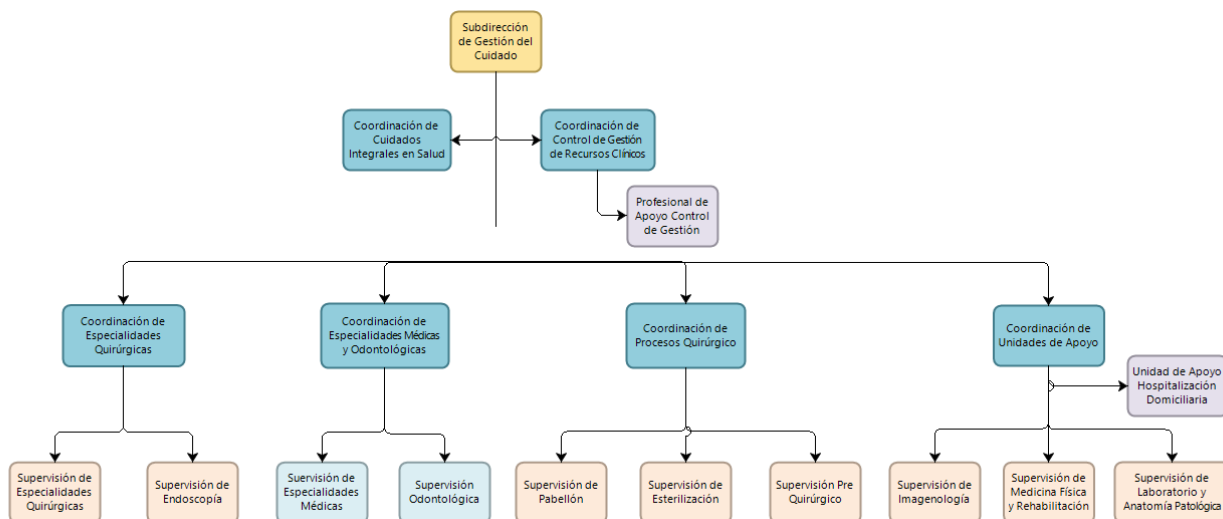 Subdirección
de Gestión del
Cuidado
Coordinación de
Cuidados
Integrales en Salud
Coordinación de
Control de Gestión
de Recursos Clínicos
Profesional de
Apoyo Control
de Gestión
Coordinación de
Especialidades
Quirúrgicas
Coordinación de
Especialidades Médicas
y Odontológicas
Coordinación de
Procesos Quirúrgico
Coordinación de
Unidades de Apoyo
Unidad de Apoyo
Hospitalización
Domiciliaria
Supervisión de
Especialidades
Quirúrgicas
Supervisión de
Endoscopía
Supervisión de
Especialidades
Médicas
Supervisión
Odontológica
Supervisión de
Pabellón
Supervisión de
Esterilización
Supervisión Pre
Quirúrgico
Supervisión de
Imagenología
Supervisión de
Medicina Física
y Rehabilitación
Supervisión de
Laboratorio y
Anatomía Patológica